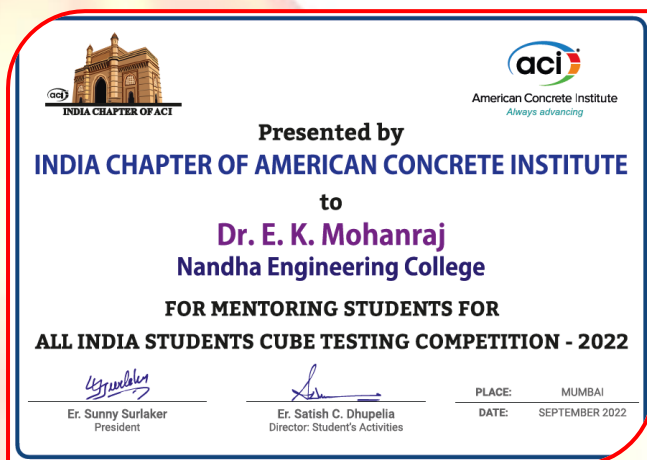 aci
INDIA CHAPTER OF ACI
aci
American Concrete Institute
Always advancing
Presented by
INDIA CHAPTER OF AMERICAN CONCRETE INSTITUTE
to
Dr. E. K. Mohanraj
Nandha Engineering College
FOR MENTORING STUDENTS FOR
ALL INDIA STUDENTS CUBE TESTING COMPETITION - 2022
Er. Sunny Surlaker
President
Er. Satish C. Dhupelia
Director: Student's Activities
PLACE: MUMBAI
DATE: SEPTEMBER 2022